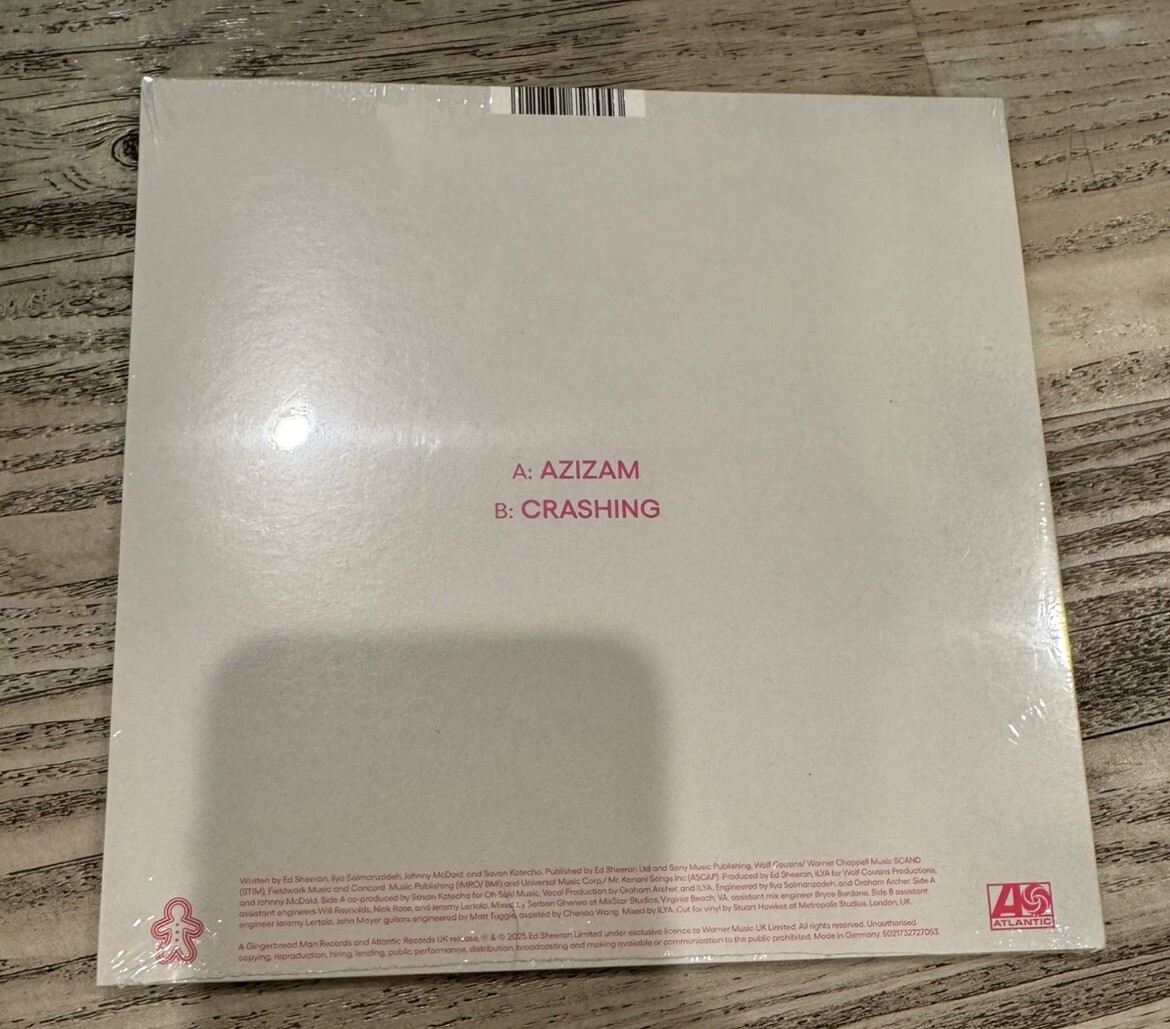 A: AZIZAM
B: CRASHING
Written by Ed Sheeran, Ilya Salmanzadeh, Johnny McDaid, and Savan Kotecha. Published by Ed Sheeran Ltd and Sony Music Publishing, Wolf Cousins/ Warner Chappell Music SCAND
(STIM), Fieldwork Music and Concord Music Publishing (IMRO/ BMI) and Universal Music Corp./ Mr. Kanani Songs Inc (ASCAP). Produced by Ed Sheeran, ILYA for Wolf Cousins Productions,
and Johnny McDaid. Side A co-produced by Savan Kotecha for Oh Suki Music. Vocal Production by Graham Archer, and ILYA. Engineered by Ilya Salmanzadeh, and Graham Archer. Side A
assistant engineers Will Reynolds, Nick Rose, and Jeremy Lertola. Mixed by Serban Ghenea at MixStar Studios, Virginia Beach, VA, assistant mix engineer Bryce Bordone. Side B assistant
engineer Jeremy Lertola. John Mayer guitars engineered by Matt Tuggle, assisted by Chenao Wang. Mixed by ILYA. Cut for vinyl by Stuart Hawkes at Metropolis Studios, London, UK.
A Gingerbread Man Records and Atlantic Records UK release, ℗ & © 2025 Ed Sheeran Limited under exclusive licence to Warner Music UK Limited. All rights reserved. Unauthorised
copying, reproduction, hiring, lending, public performance, distribution, broadcasting and making available or communication to the public prohibited. Made in Germany. 5021732727053.
ATLANTIC